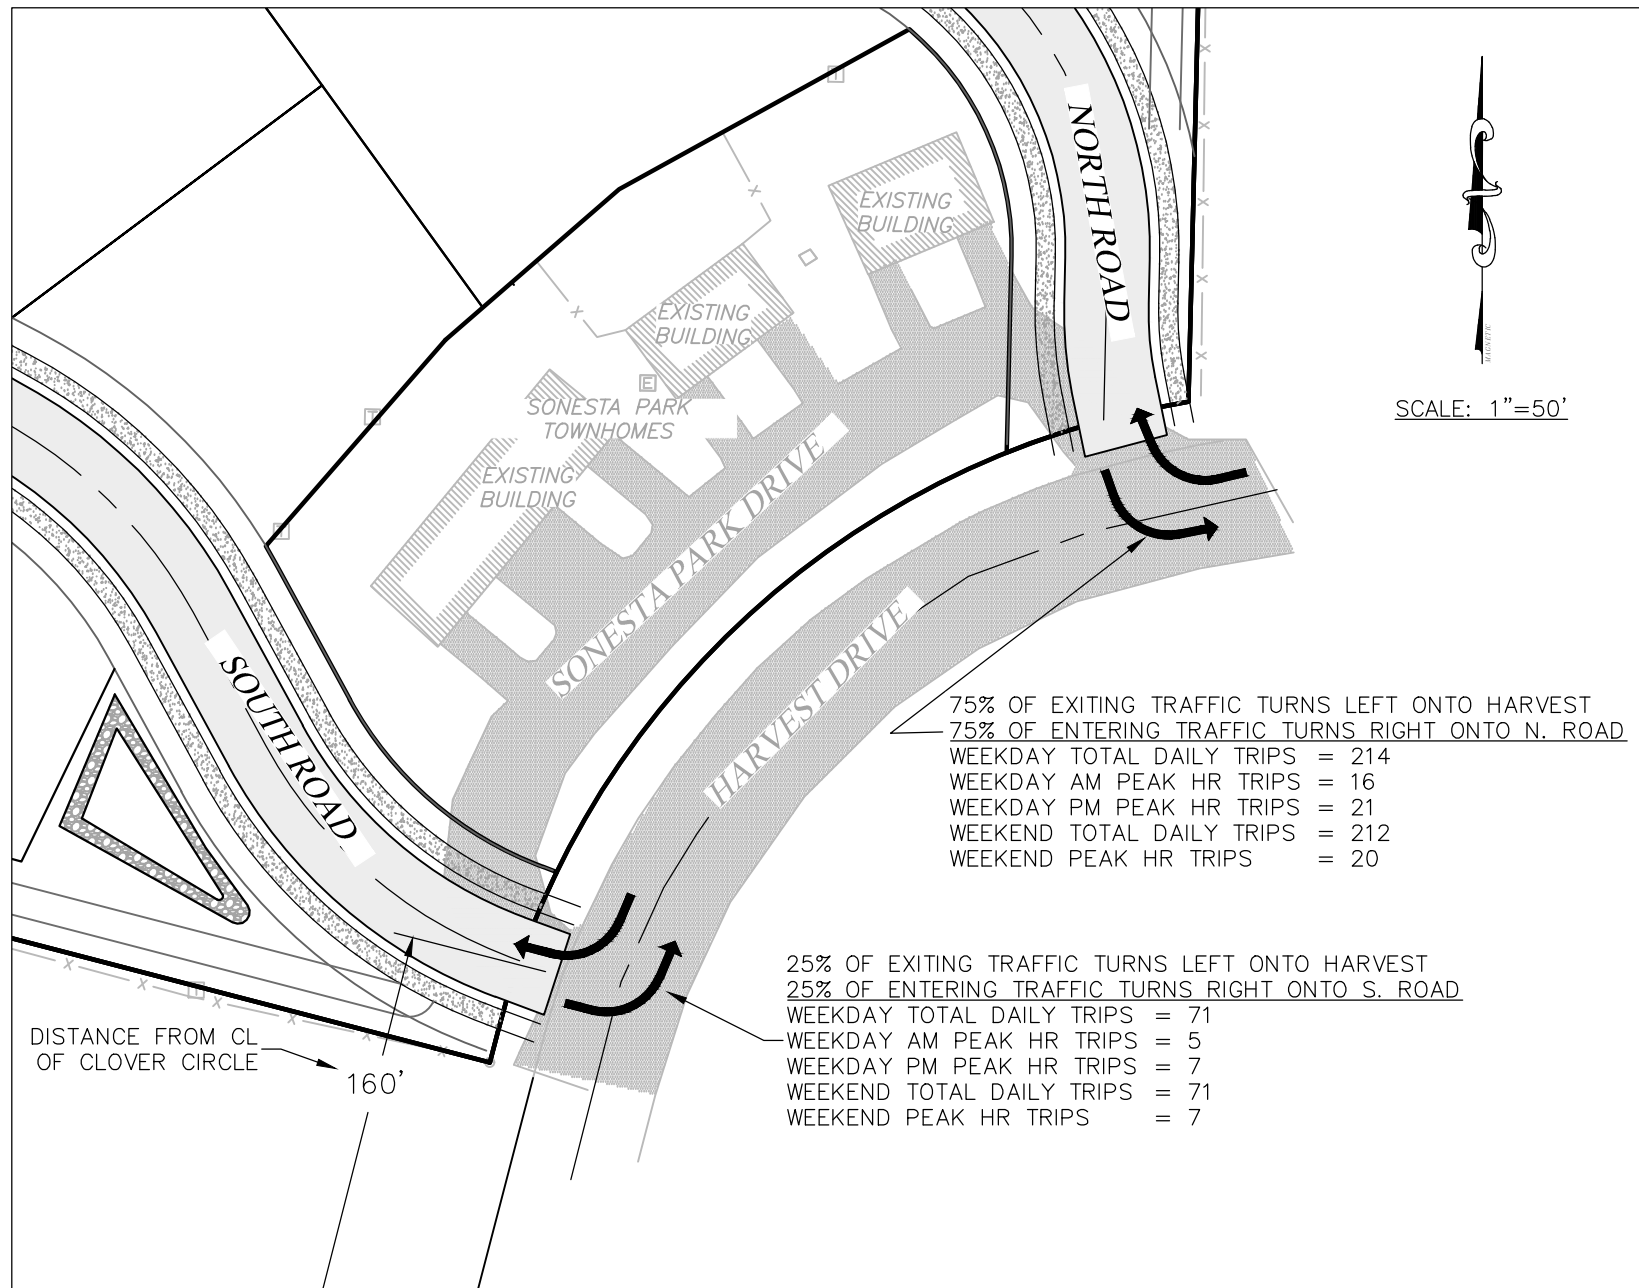 NORTH ROAD
EXISTING
BUILDING
EXISTING
BUILDING
SONESTA PARK
TOWNHOMES
EXISTING
BUILDING
SONESTA PARK DRIVE
HARVEST DRIVE
SOUTH ROAD
MAGNETIC
SCALE: 1"=50'
75% OF EXITING TRAFFIC TURNS LEFT ONTO HARVEST
75% OF ENTERING TRAFFIC TURNS RIGHT ONTO N. ROAD
WEEKDAY TOTAL DAILY TRIPS = 214
WEEKDAY AM PEAK HR TRIPS = 16
WEEKDAY PM PEAK HR TRIPS = 21
WEEKEND TOTAL DAILY TRIPS = 212
WEEKEND PEAK HR TRIPS = 20
25% OF EXITING TRAFFIC TURNS LEFT ONTO HARVEST
25% OF ENTERING TRAFFIC TURNS RIGHT ONTO S. ROAD
WEEKDAY TOTAL DAILY TRIPS = 71
WEEKDAY AM PEAK HR TRIPS = 5
WEEKDAY PM PEAK HR TRIPS = 7
WEEKEND TOTAL DAILY TRIPS = 71
WEEKEND PEAK HR TRIPS = 7
DISTANCE FROM CL
OF CLOVER CIRCLE
160'
T
T
T
T
E